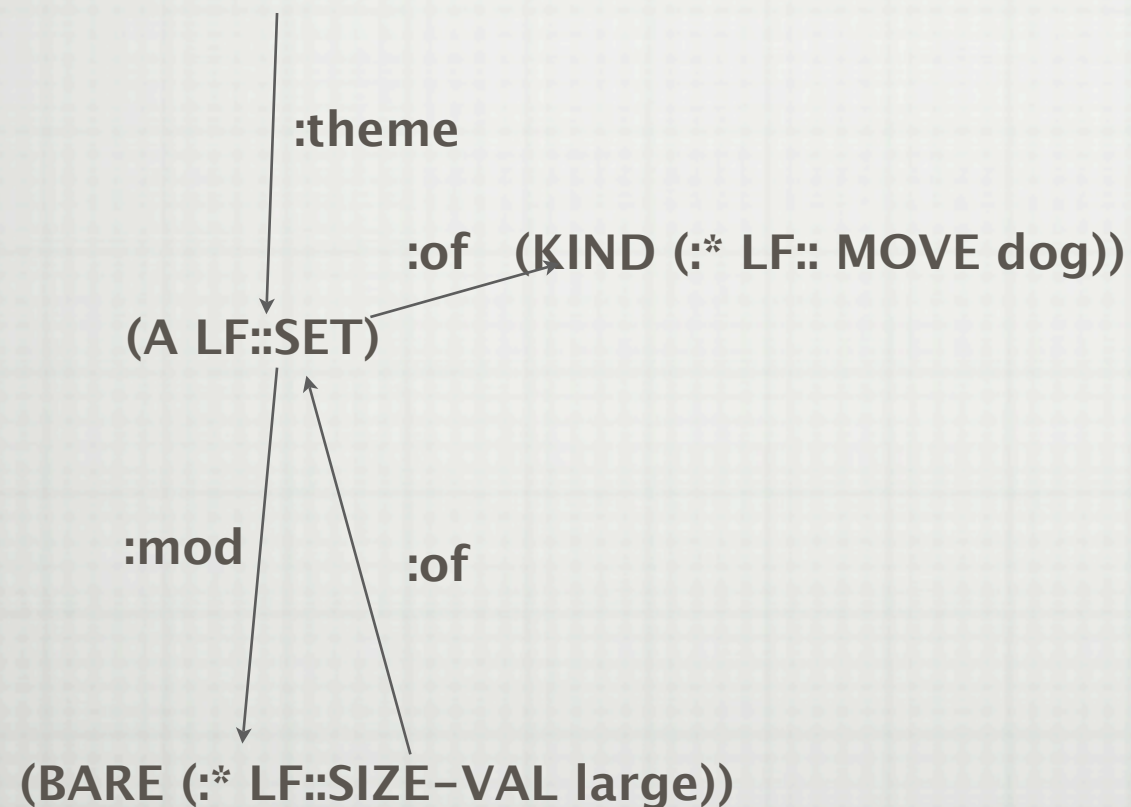 :theme
:of (KIND (:* LF:: MOVE dog))
(A LF::SET)
:mod
:of
(BARE (:* LF::SIZE-VAL large))